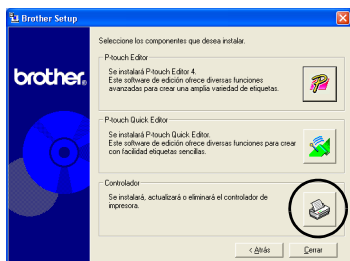 Brother Setup
Seleccione los componentes que desea instalar.
brother.
P-touch Editor
Se instalará P-touch Editor 4.
Este software de edición ofrece diversas funciones
avanzadas para crear una amplia variedad de etiquetas.
P-touch Quick Editor
Se instalará P-touch Quick Editor.
Este software de edición ofrece diversas funciones para crear
con facilidad etiquetas sencillas.
Controlador
Se instalará, actualizará o eliminará el controlador de
impresora.
< Atrás
Cerrar